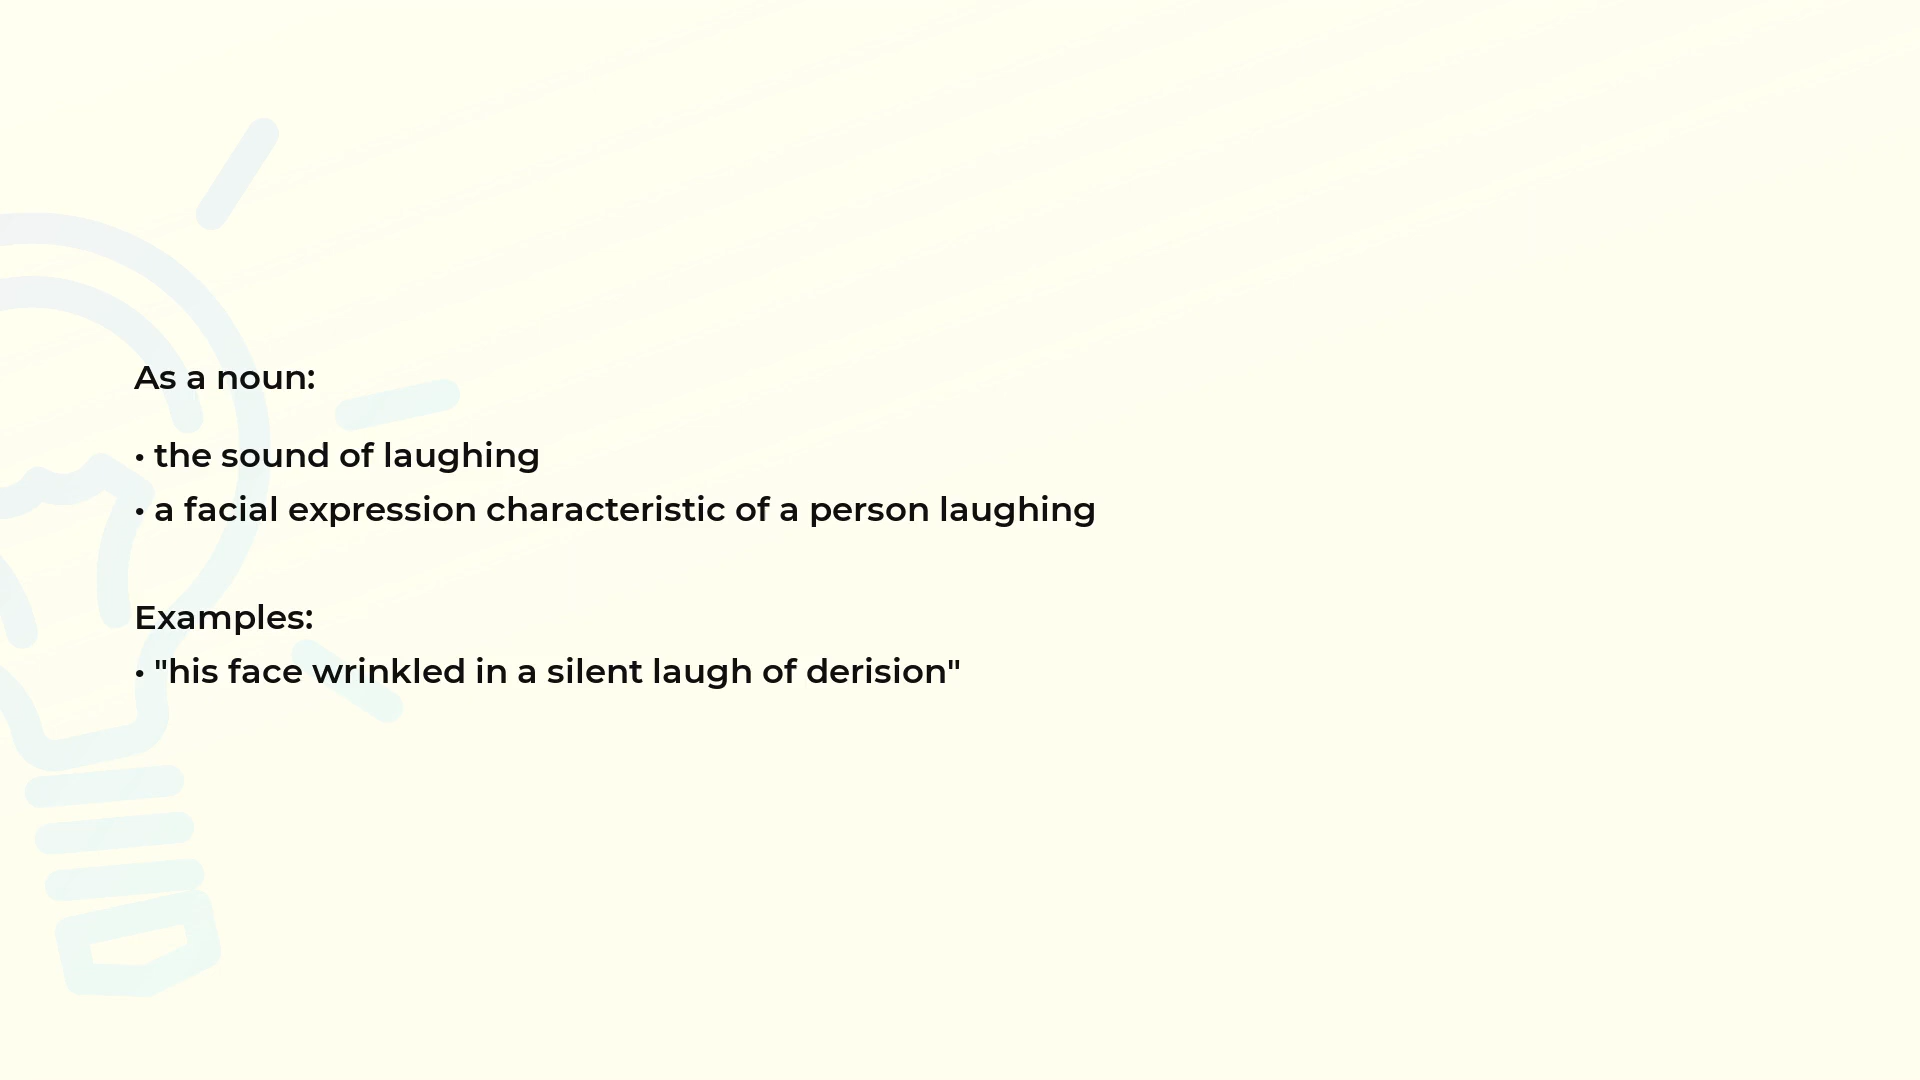 As a noun:
• the sound of laughing
• a facial expression characteristic of a person laughing
Examples:
• "his face wrinkled in a silent laugh of derision"